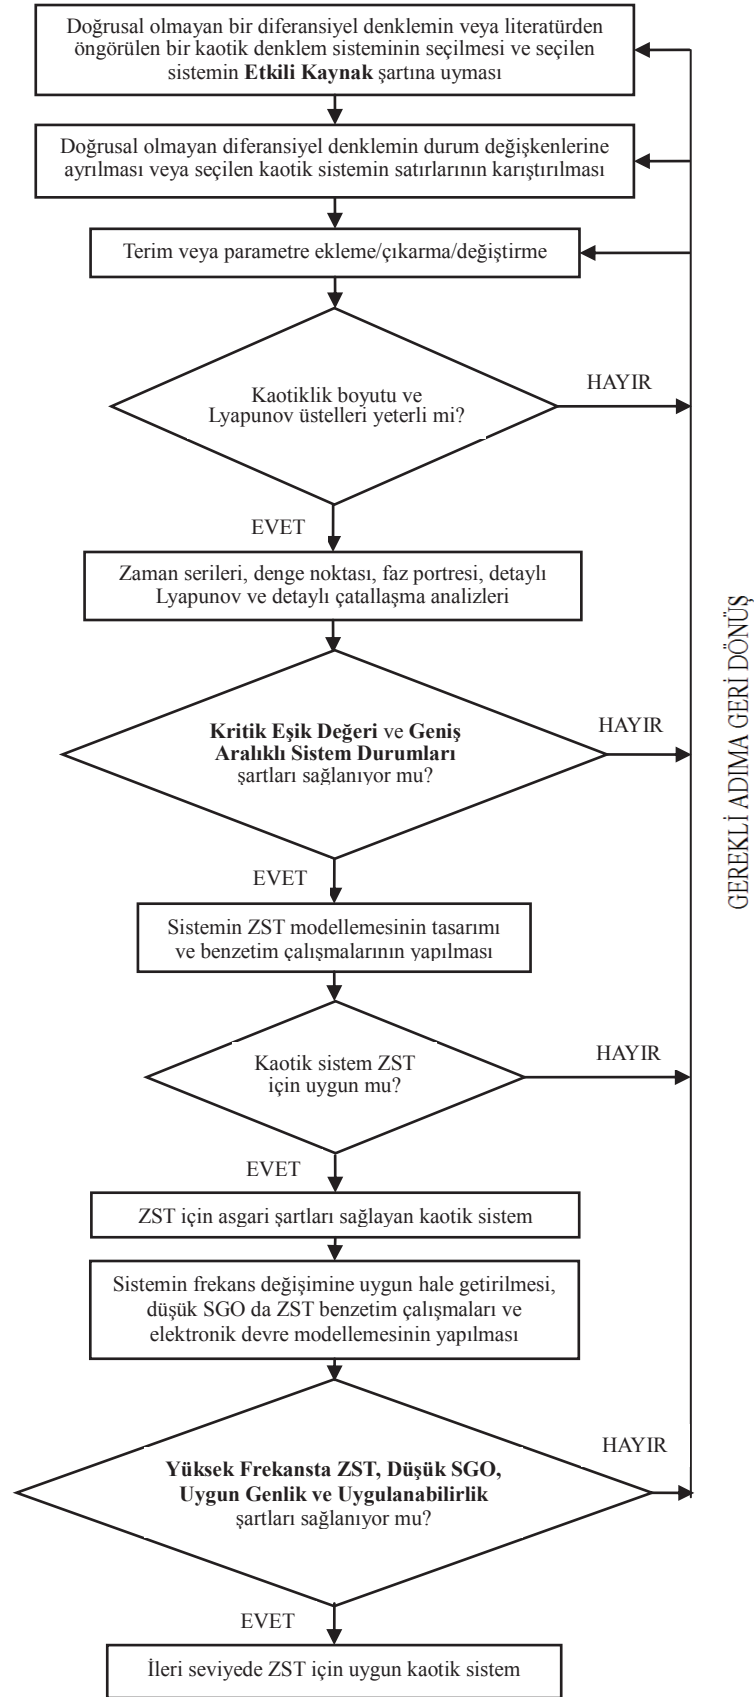 Doğrusal olmayan bir diferansiyel denklemin veya literatürden
öngörülen bir kaotik denklem sisteminin seçilmesi ve seçilen
sistemin Etkili Kaynak şartına uyması
Doğrusal olmayan diferansiyel denklemin durum değişkenlerine
ayrılması veya seçilen kaotik sistemin satırlarının karıştırılması
Terim veya parametre ekleme/çıkarma/değiştirme
Kaotiklik boyutu ve
Lyapunov üstelleri yeterli mi?
HAYIR
EVET
Zaman serileri, denge noktası, faz portresi, detaylı
Lyapunov ve detaylı çatallaşma analizleri
Kritik Eşik Değeri ve Geniş
Aralıklı Sistem Durumları
şartları sağlanıyor mu?
HAYIR
EVET
Sistemin ZST modellemesinin tasarımı
ve benzetim çalışmalarının yapılması
Kaotik sistem ZST
için uygun mu?
HAYIR
EVET
ZST için asgari şartları sağlayan kaotik sistem
Sistemin frekans değişimine uygun hale getirilmesi,
düşük SGO da ZST benzetim çalışmaları ve
elektronik devre modellemesinin yapılması
Yüksek Frekansta ZST, Düşük SGO,
Uygun Genlik ve Uygulanabilirlik
şartları sağlanıyor mu?
HAYIR
EVET
İleri seviyede ZST için uygun kaotik sistem
GEREKLİ ADIMA GERİ DÖNÜŞ